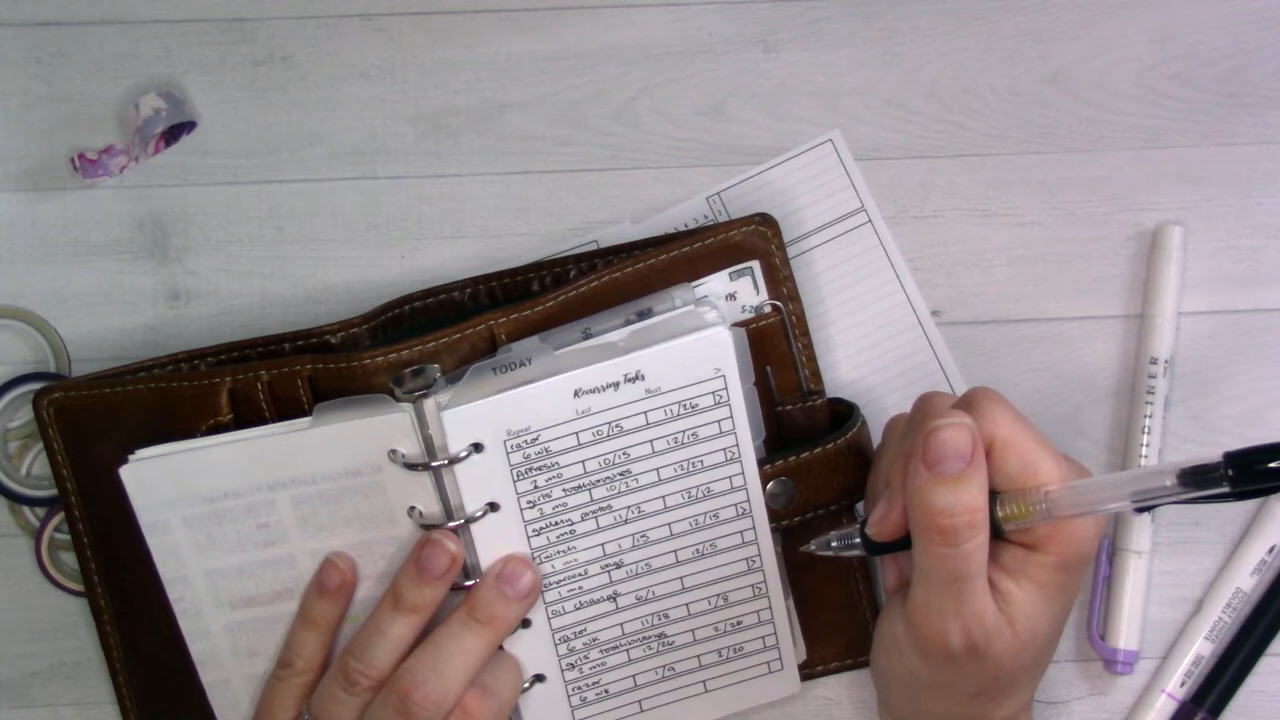 TODAY
Recurring Tasks
>
Repeat Last Next
razor
6 wk 10/15 11/26 >
Affresh
2 mo 10/15 12/15
girls' toothbrushes
2 mo 10/27 12/27 >
gallery photos
1 mo 11/12 12/12
Twitch
1 mo 1/15 12/15 >
charcoal bags
1 mo 11/15 12/15
oil change 6/1 >
razor
6 wk 11/28 1/8 >
girls' toothbrushes
2 mo 12/26 2/26
razor
6 wk 1/9 2/20
MILDLINER